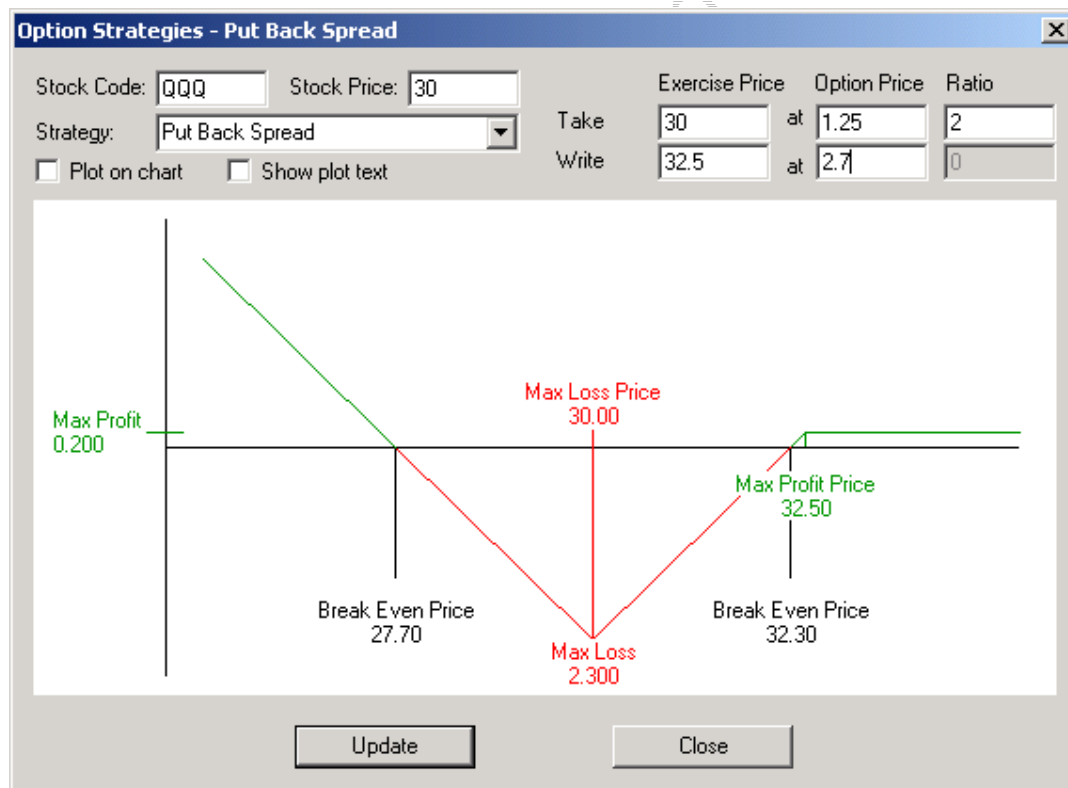 Option Strategies - Put Back Spread
Stock Code: QQQ Stock Price: 30
Exercise Price Option Price Ratio
Take 30 at 1.25 2
Strategy: Put Back Spread
Write 32.5 at 2.7 0
Plot on chart Show plot text
Max Loss Price
30.00
Max Profit
0.200
Max Profit Price
32.50
Break Even Price
27.70
Break Even Price
32.30
Max Loss
2.300
Update Close